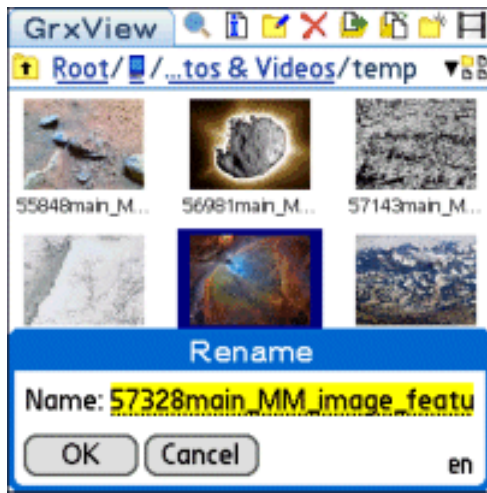 GrxView
Root/ /...tos & Videos/temp
55848main_M...
56981main_M...
57143main_M...
Rename
Name: 57328main_MM_image_featu
OK
Cancel
en